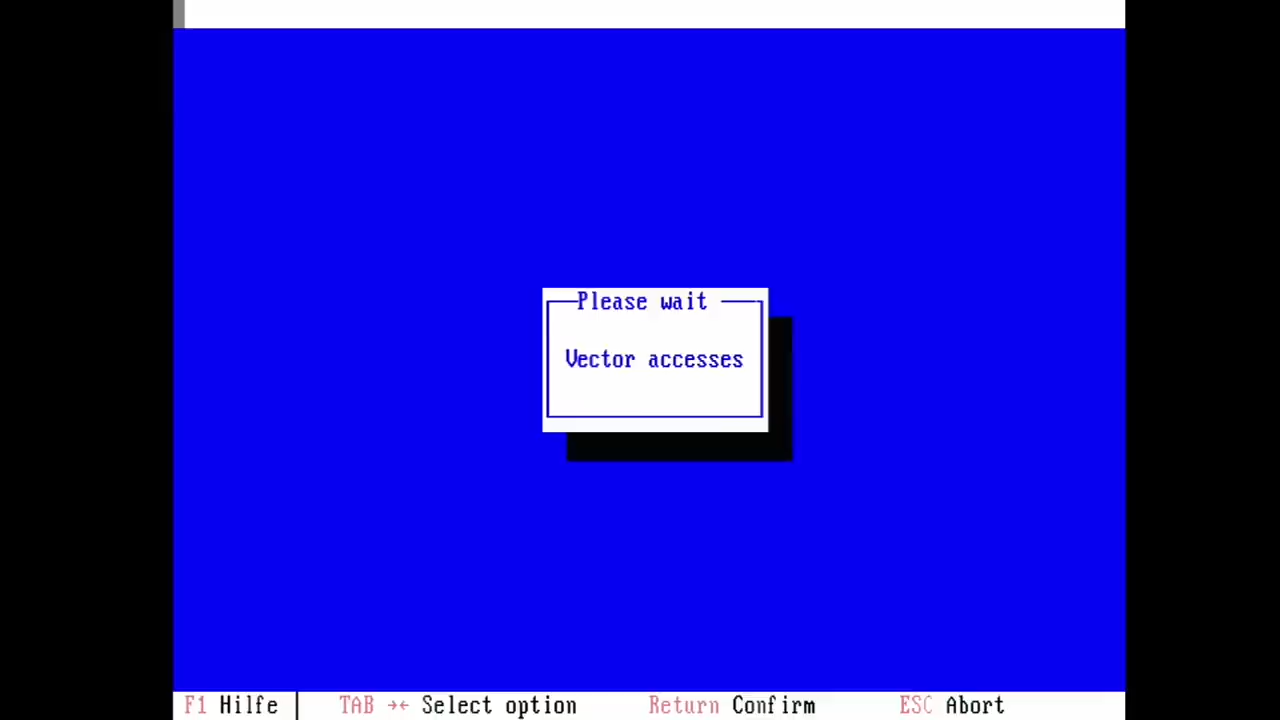 Please wait
Vector accesses
F1 Hilfe | TAB →← Select option Return Confirm ESC Abort